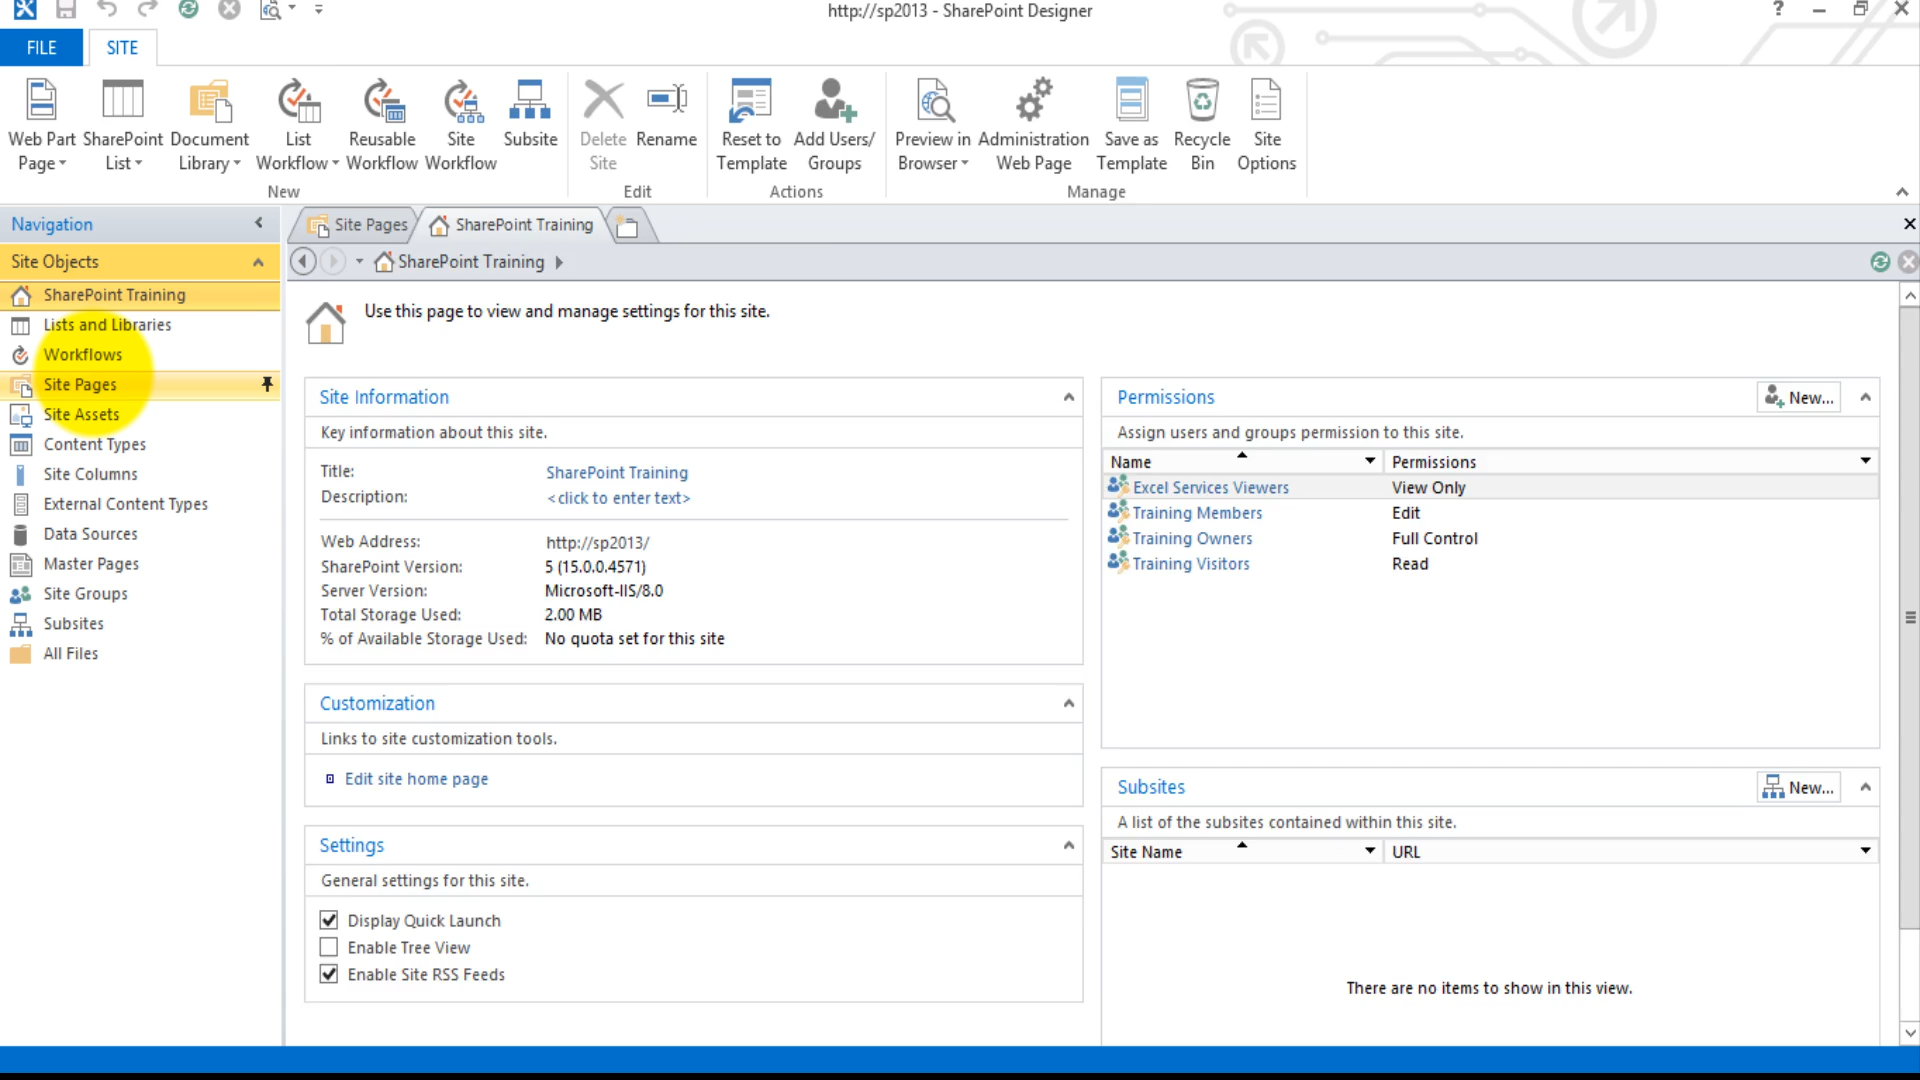 http://sp2013 - SharePoint Designer
?
FILE
SITE
Web Part Page
SharePoint List
Document Library
List Workflow
Reusable Workflow
Site Workflow
Subsite
Delete Site
Rename
Reset to Template
Add Users/ Groups
Preview in Browser
Administration Web Page
Save as Template
Recycle Bin
Site Options
New
Edit
Actions
Manage
Navigation
Site Pages
SharePoint Training
Site Objects
SharePoint Training
SharePoint Training
Lists and Libraries
Workflows
Site Pages
Site Assets
Content Types
Site Columns
External Content Types
Data Sources
Master Pages
Site Groups
Subsites
All Files
Use this page to view and manage settings for this site.
Site Information
Key information about this site.
Title: SharePoint Training
Description: <click to enter text>
Web Address: http://sp2013/
SharePoint Version: 5 (15.0.0.4571)
Server Version: Microsoft-IIS/8.0
Total Storage Used: 2.00 MB
% of Available Storage Used: No quota set for this site
Customization
Links to site customization tools.
Edit site home page
Settings
General settings for this site.
Display Quick Launch
Enable Tree View
Enable Site RSS Feeds
Permissions
New...
Assign users and groups permission to this site.
Name Permissions
Excel Services Viewers View Only
Training Members Edit
Training Owners Full Control
Training Visitors Read
Subsites
New...
A list of the subsites contained within this site.
Site Name URL
There are no items to show in this view.